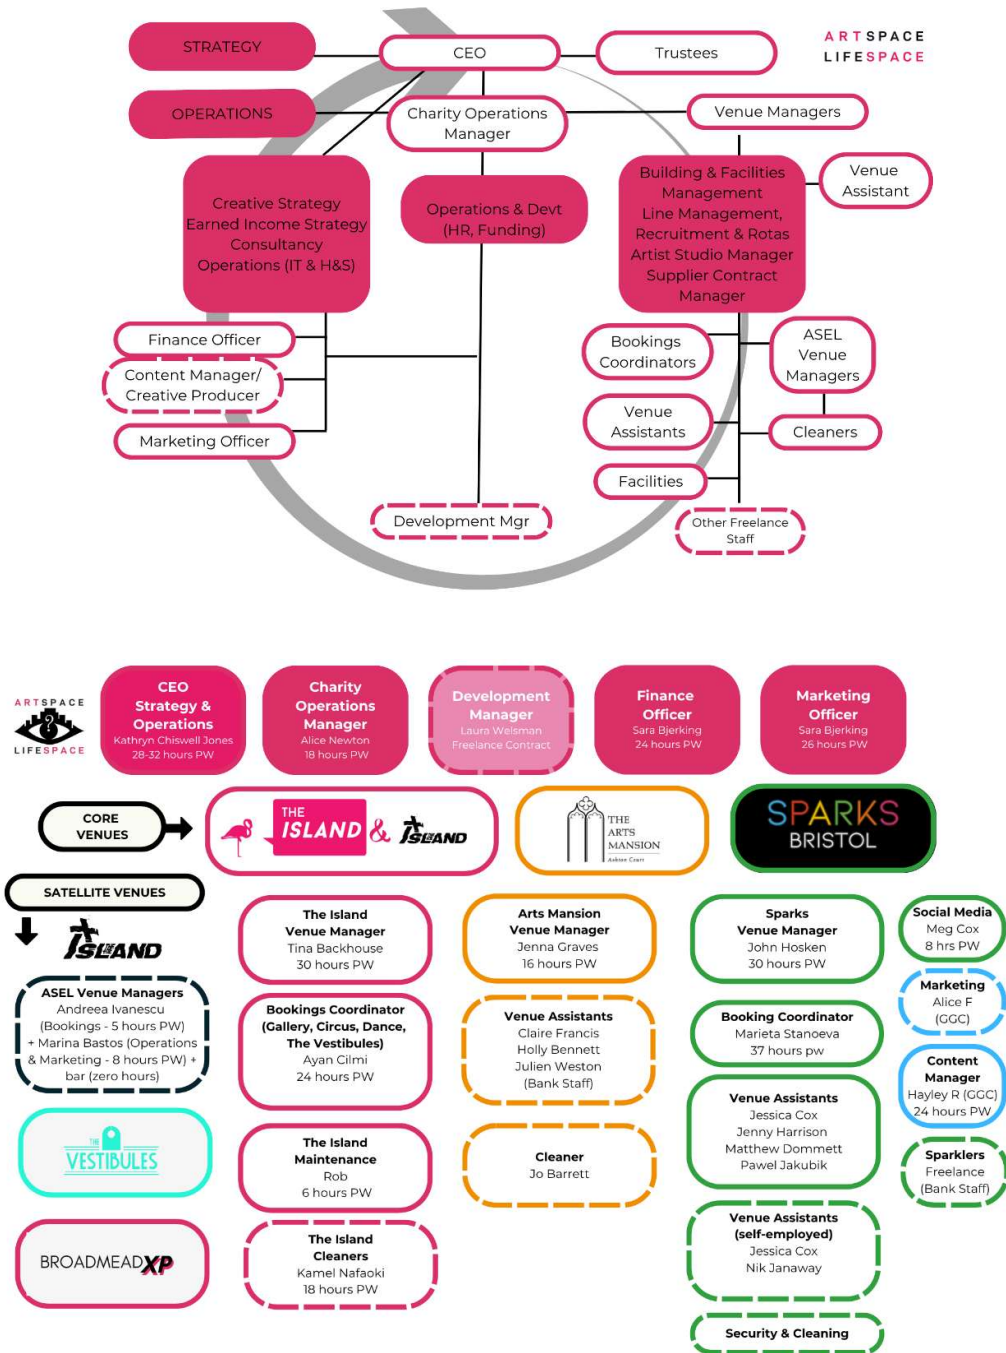 STRATEGY
CEO
Trustees
ARTSPACE
LIFESPACE
OPERATIONS
Charity Operations
Manager
Venue Managers
Creative Strategy
Earned Income Strategy
Consultancy
Operations (IT & H&S)
Operations & Devt
(HR, Funding)
Building & Facilities
Management
Line Management,
Recruitment & Rotas
Artist Studio Manager
Supplier Contract
Manager
Venue
Assistant
Finance Officer
Content Manager/
Creative Producer
Marketing Officer
Bookings
Coordinators
ASEL
Venue
Managers
Venue
Assistants
Cleaners
Facilities
Development Mgr
Other Freelance
Staff
ARTSPACE
LIFESPACE
CEO
Strategy &
Operations
Kathryn Chiswell Jones
28-32 hours PW
Charity
Operations
Manager
Alice Newton
18 hours PW
Development
Manager
Laura Welsman
Freelance Contract
Finance
Officer
Sara Bjerking
24 hours PW
Marketing
Officer
Sara Bjerking
26 hours PW
CORE
VENUES
THE
ISLAND & THE ISLAND
THE
ARTS
MANSION
Ashton Court
SPARKS
BRISTOL
SATELLITE VENUES
THE ISLAND
ASEL Venue Managers
Andreea Ivanescu
(Bookings - 5 hours PW)
+ Marina Bastos (Operations
& Marketing - 8 hours PW) +
bar (zero hours)
THE
VESTIBULES
BROADMEADXP
The Island
Venue Manager
Tina Backhouse
30 hours PW
Bookings Coordinator
(Gallery, Circus, Dance,
The Vestibules)
Ayan Cilmi
24 hours PW
The Island
Maintenance
Rob
6 hours PW
The Island
Cleaners
Kamel Nafaoki
18 hours PW
Arts Mansion
Venue Manager
Jenna Graves
16 hours PW
Venue Assistants
Claire Francis
Holly Bennett
Julien Weston
(Bank Staff)
Cleaner
Jo Barrett
Sparks
Venue Manager
John Hosken
30 hours PW
Booking Coordinator
Marieta Stanoeva
37 hours pw
Venue Assistants
Jessica Cox
Jenny Harrison
Matthew Dommett
Pawel Jakubik
Venue Assistants
(self-employed)
Jessica Cox
Nik Janaway
Security & Cleaning
Social Media
Meg Cox
8 hrs PW
Marketing
Alice F
(GGC)
Content
Manager
Hayley R (GGC)
24 hours PW
Sparklers
Freelance
(Bank Staff)